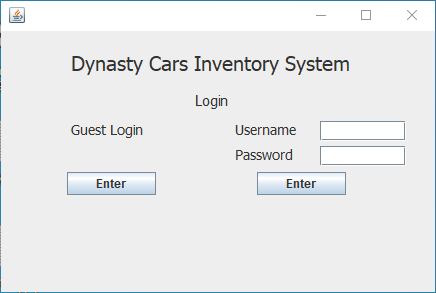 Dynasty Cars Inventory System
Login
Guest Login Username
Password
Enter Enter